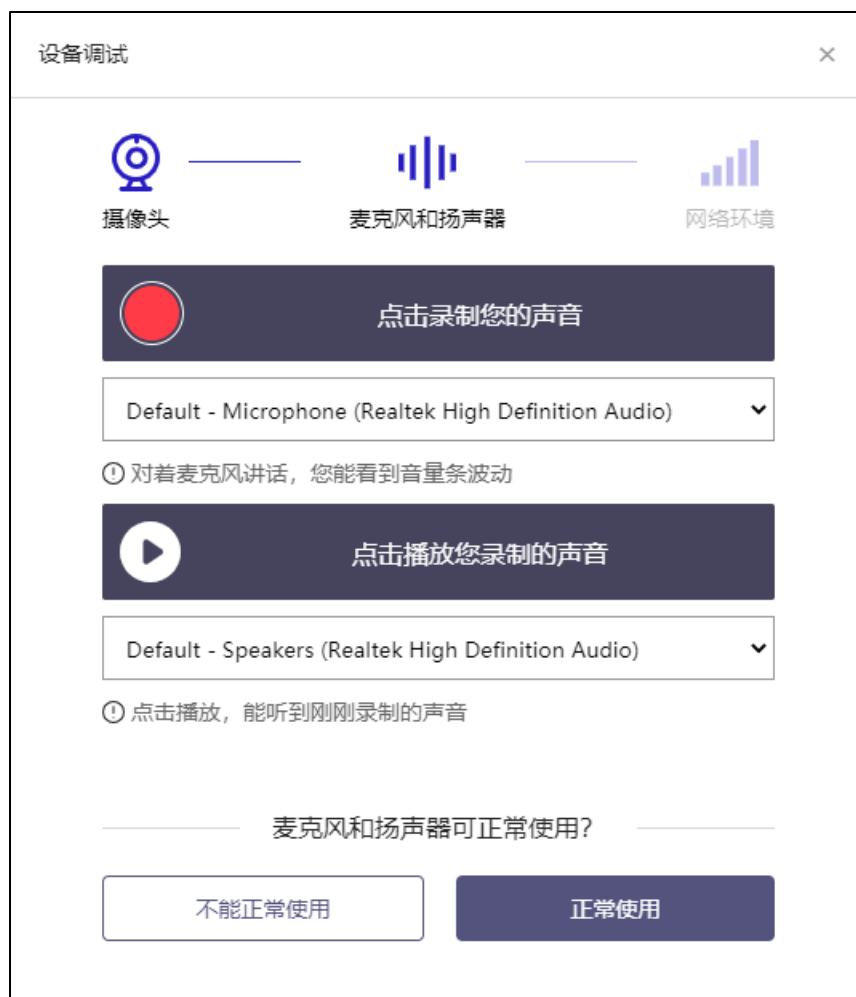 设备调试
摄像头
麦克风和扬声器
网络环境
点击录制您的声音
Default - Microphone (Realtek High Definition Audio)
对着麦克风讲话，您能看到音量条波动
点击播放您录制的声音
Default - Speakers (Realtek High Definition Audio)
点击播放，能听到刚刚录制的声音
麦克风和扬声器可正常使用?
不能正常使用
正常使用